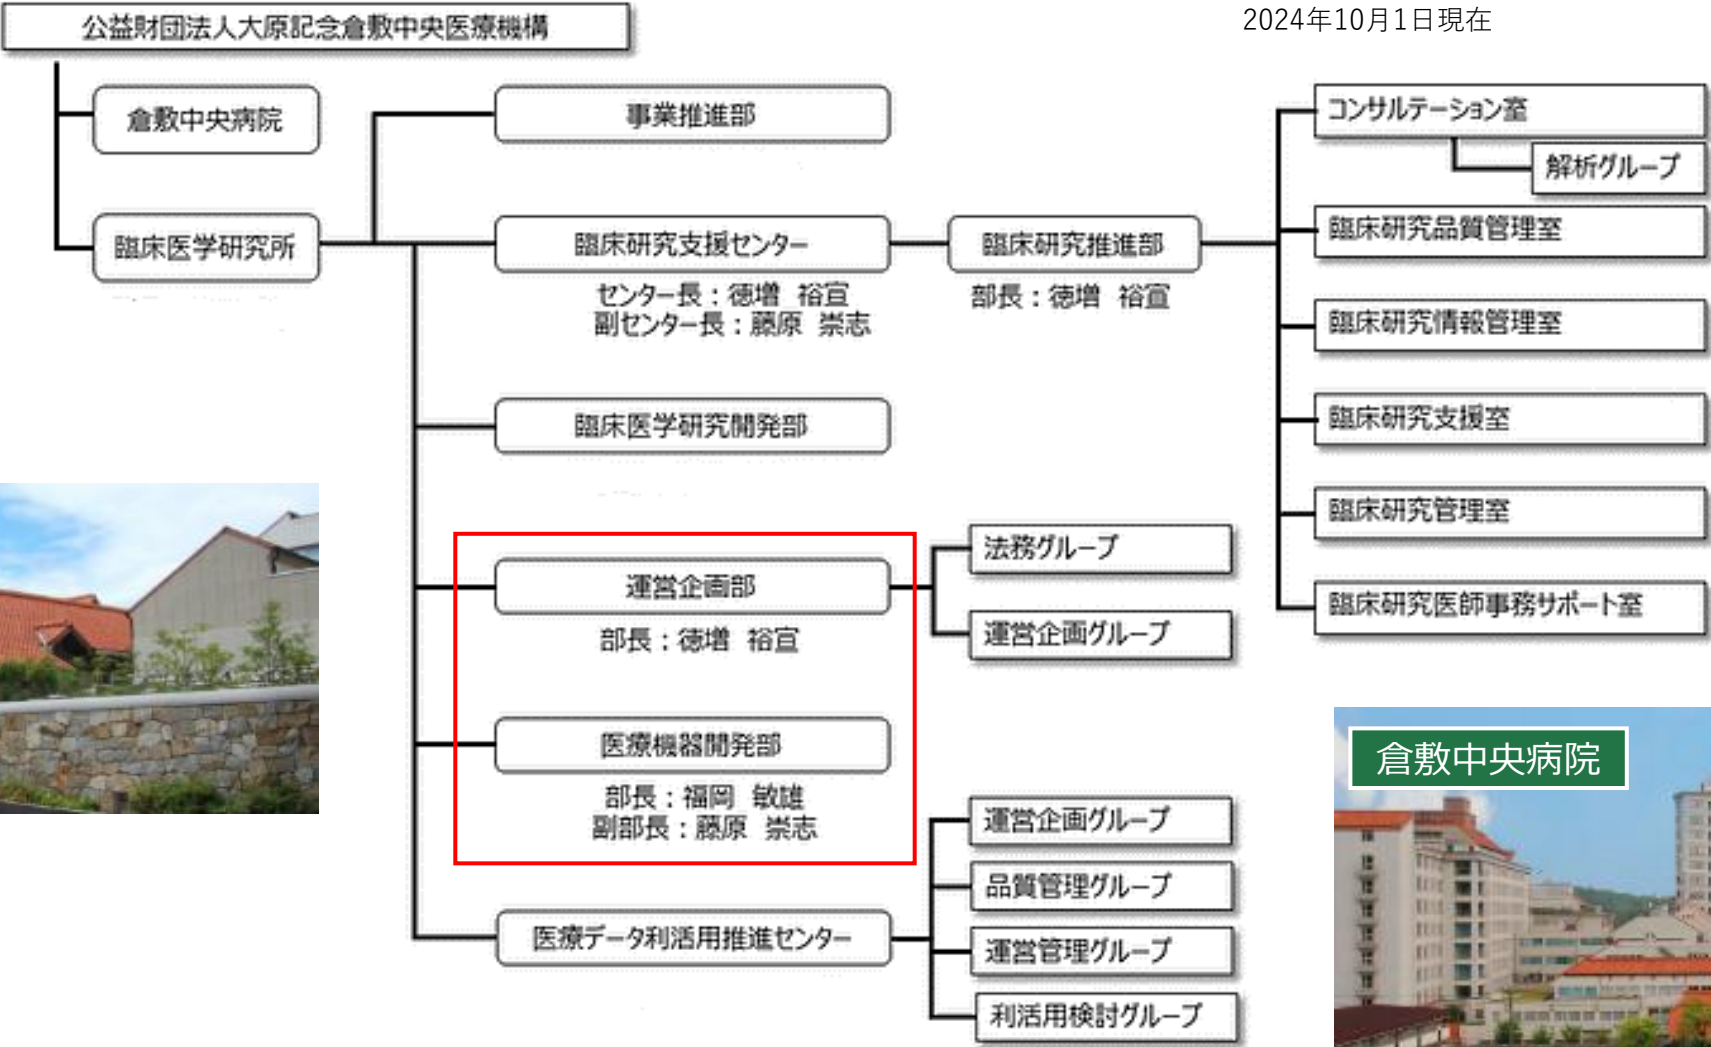 公益財団法人大原記念倉敷中央医療機構
2024年10月1日現在
倉敷中央病院
臨床医学研究所
事業推進部
臨床研究支援センター
センター長：徳増 裕宣
副センター長：藤原 崇志
臨床研究推進部
部長：徳増 裕宣
コンサルテーション室
解析グループ
臨床研究品質管理室
臨床研究情報管理室
臨床研究支援室
臨床研究管理室
臨床研究医師事務サポート室
臨床医学研究開発部
運営企画部
部長：徳増 裕宣
法務グループ
運営企画グループ
医療機器開発部
部長：福岡 敏雄
副部長：藤原 崇志
医療データ利活用推進センター
運営企画グループ
品質管理グループ
運営管理グループ
利活用検討グループ
倉敷中央病院